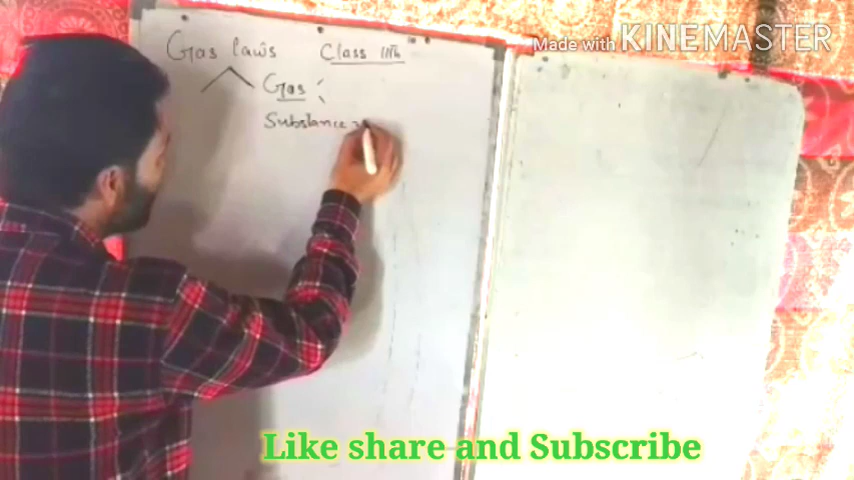 Gas laws Class 11th
Gas
Substance
Made with KINEMASTER
Like share and Subscribe